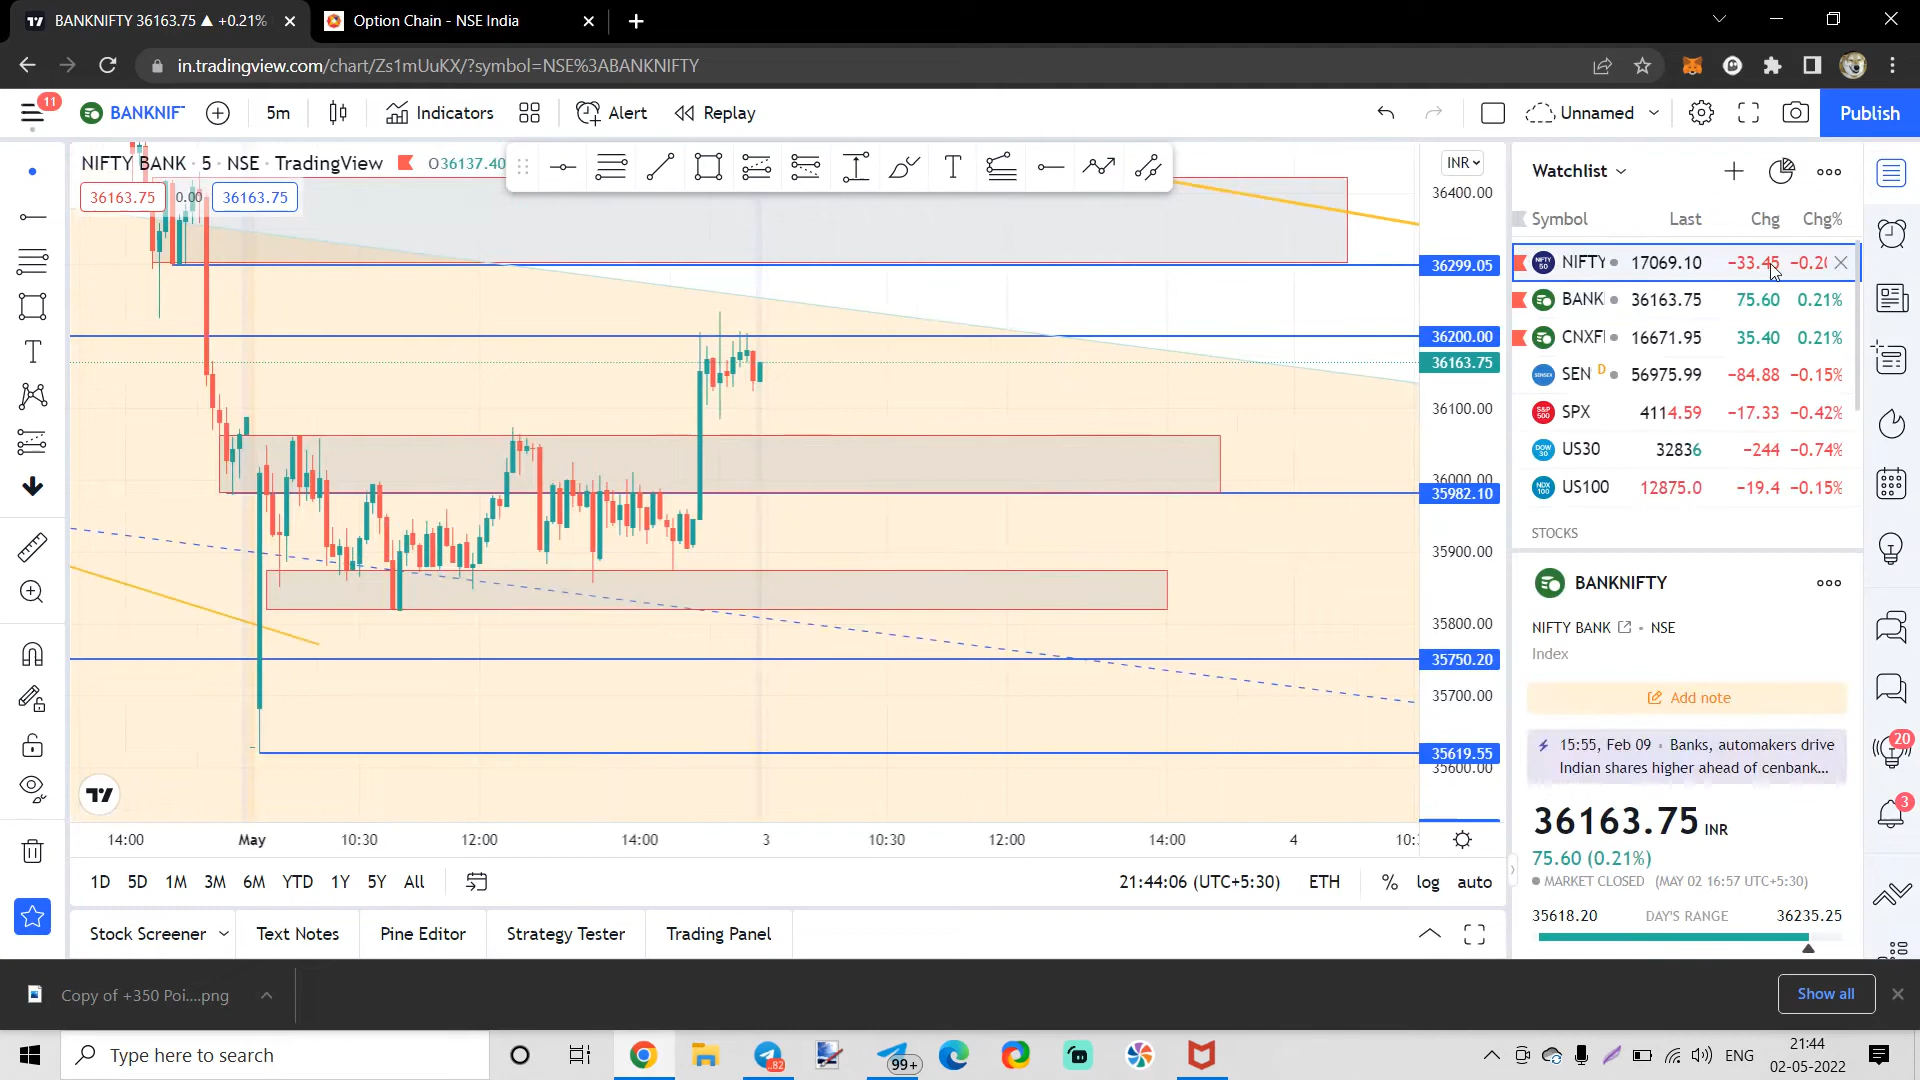 BANKNIFTY 36163.75 ▲ +0.21%
Option Chain - NSE India
in.tradingview.com/chart/Zs1mUuKX/?symbol=NSE%3ABANKNIFTY
11
BANKNIF
5m
Indicators
Alert
Replay
Unnamed
Publish
NIFTY BANK · 5 · NSE · TradingView
O36137.40
36163.75
0.00
36163.75
INR
36400.00
36299.05
36200.00
36163.75
36100.00
36000.00
35982.10
35900.00
35800.00
35750.20
35700.00
35619.55
35600.00
14:00
May
10:30
12:00
14:00
3
10:30
12:00
14:00
4
1D
5D
1M
3M
6M
YTD
1Y
5Y
All
21:44:06 (UTC+5:30)
ETH
%
log
auto
Stock Screener
Text Notes
Pine Editor
Strategy Tester
Trading Panel
Watchlist
Symbol Last Chg Chg%
NIFTY 17069.10 −33.45 −0.20
BANK 36163.75 75.60 0.21%
CNXFI 16671.95 35.40 0.21%
SEN D 56975.99 −84.88 −0.15%
SPX 4114.59 −17.33 −0.42%
US30 32836 −244 −0.74%
US100 12875.0 −19.4 −0.15%
STOCKS
BANKNIFTY
NIFTY BANK • NSE
Index
Add note
15:55, Feb 09 • Banks, automakers drive
Indian shares higher ahead of cenbank...
36163.75 INR
75.60 (0.21%)
MARKET CLOSED (MAY 02 16:57 UTC+5:30)
35618.20 DAY'S RANGE 36235.25
20
3
Copy of +350 Poi....png
Show all
Type here to search
82
99+
ENG
21:44
02-05-2022